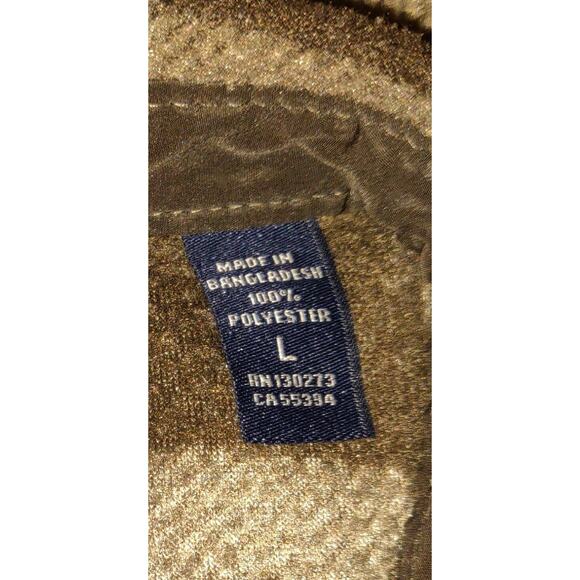 MADE IN
BANGLADESH
100%
POLYESTER
L
RN130273
CA55394